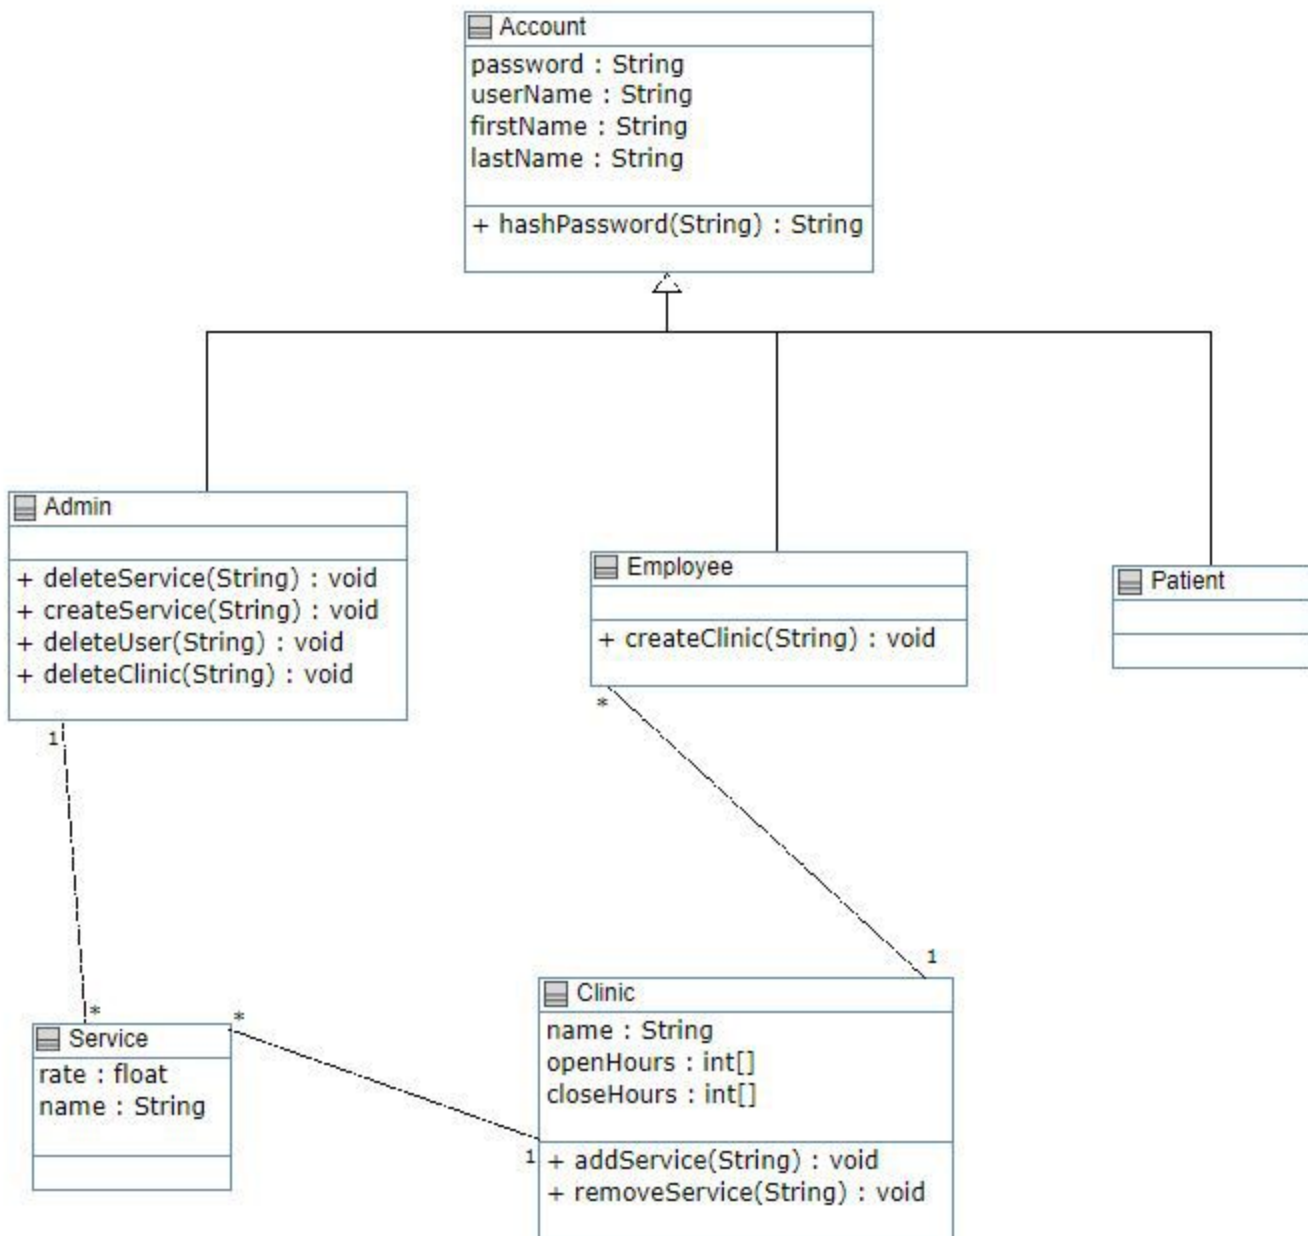 Account
password : String
userName : String
firstName : String
lastName : String
+ hashPassword(String) : String
Admin
+ deleteService(String) : void
+ createService(String) : void
+ deleteUser(String) : void
+ deleteClinic(String) : void
Employee
+ createClinic(String) : void
Patient
1
*
*
1
Service
rate : float
name : String
*
1
Clinic
name : String
openHours : int[]
closeHours : int[]
+ addService(String) : void
+ removeService(String) : void